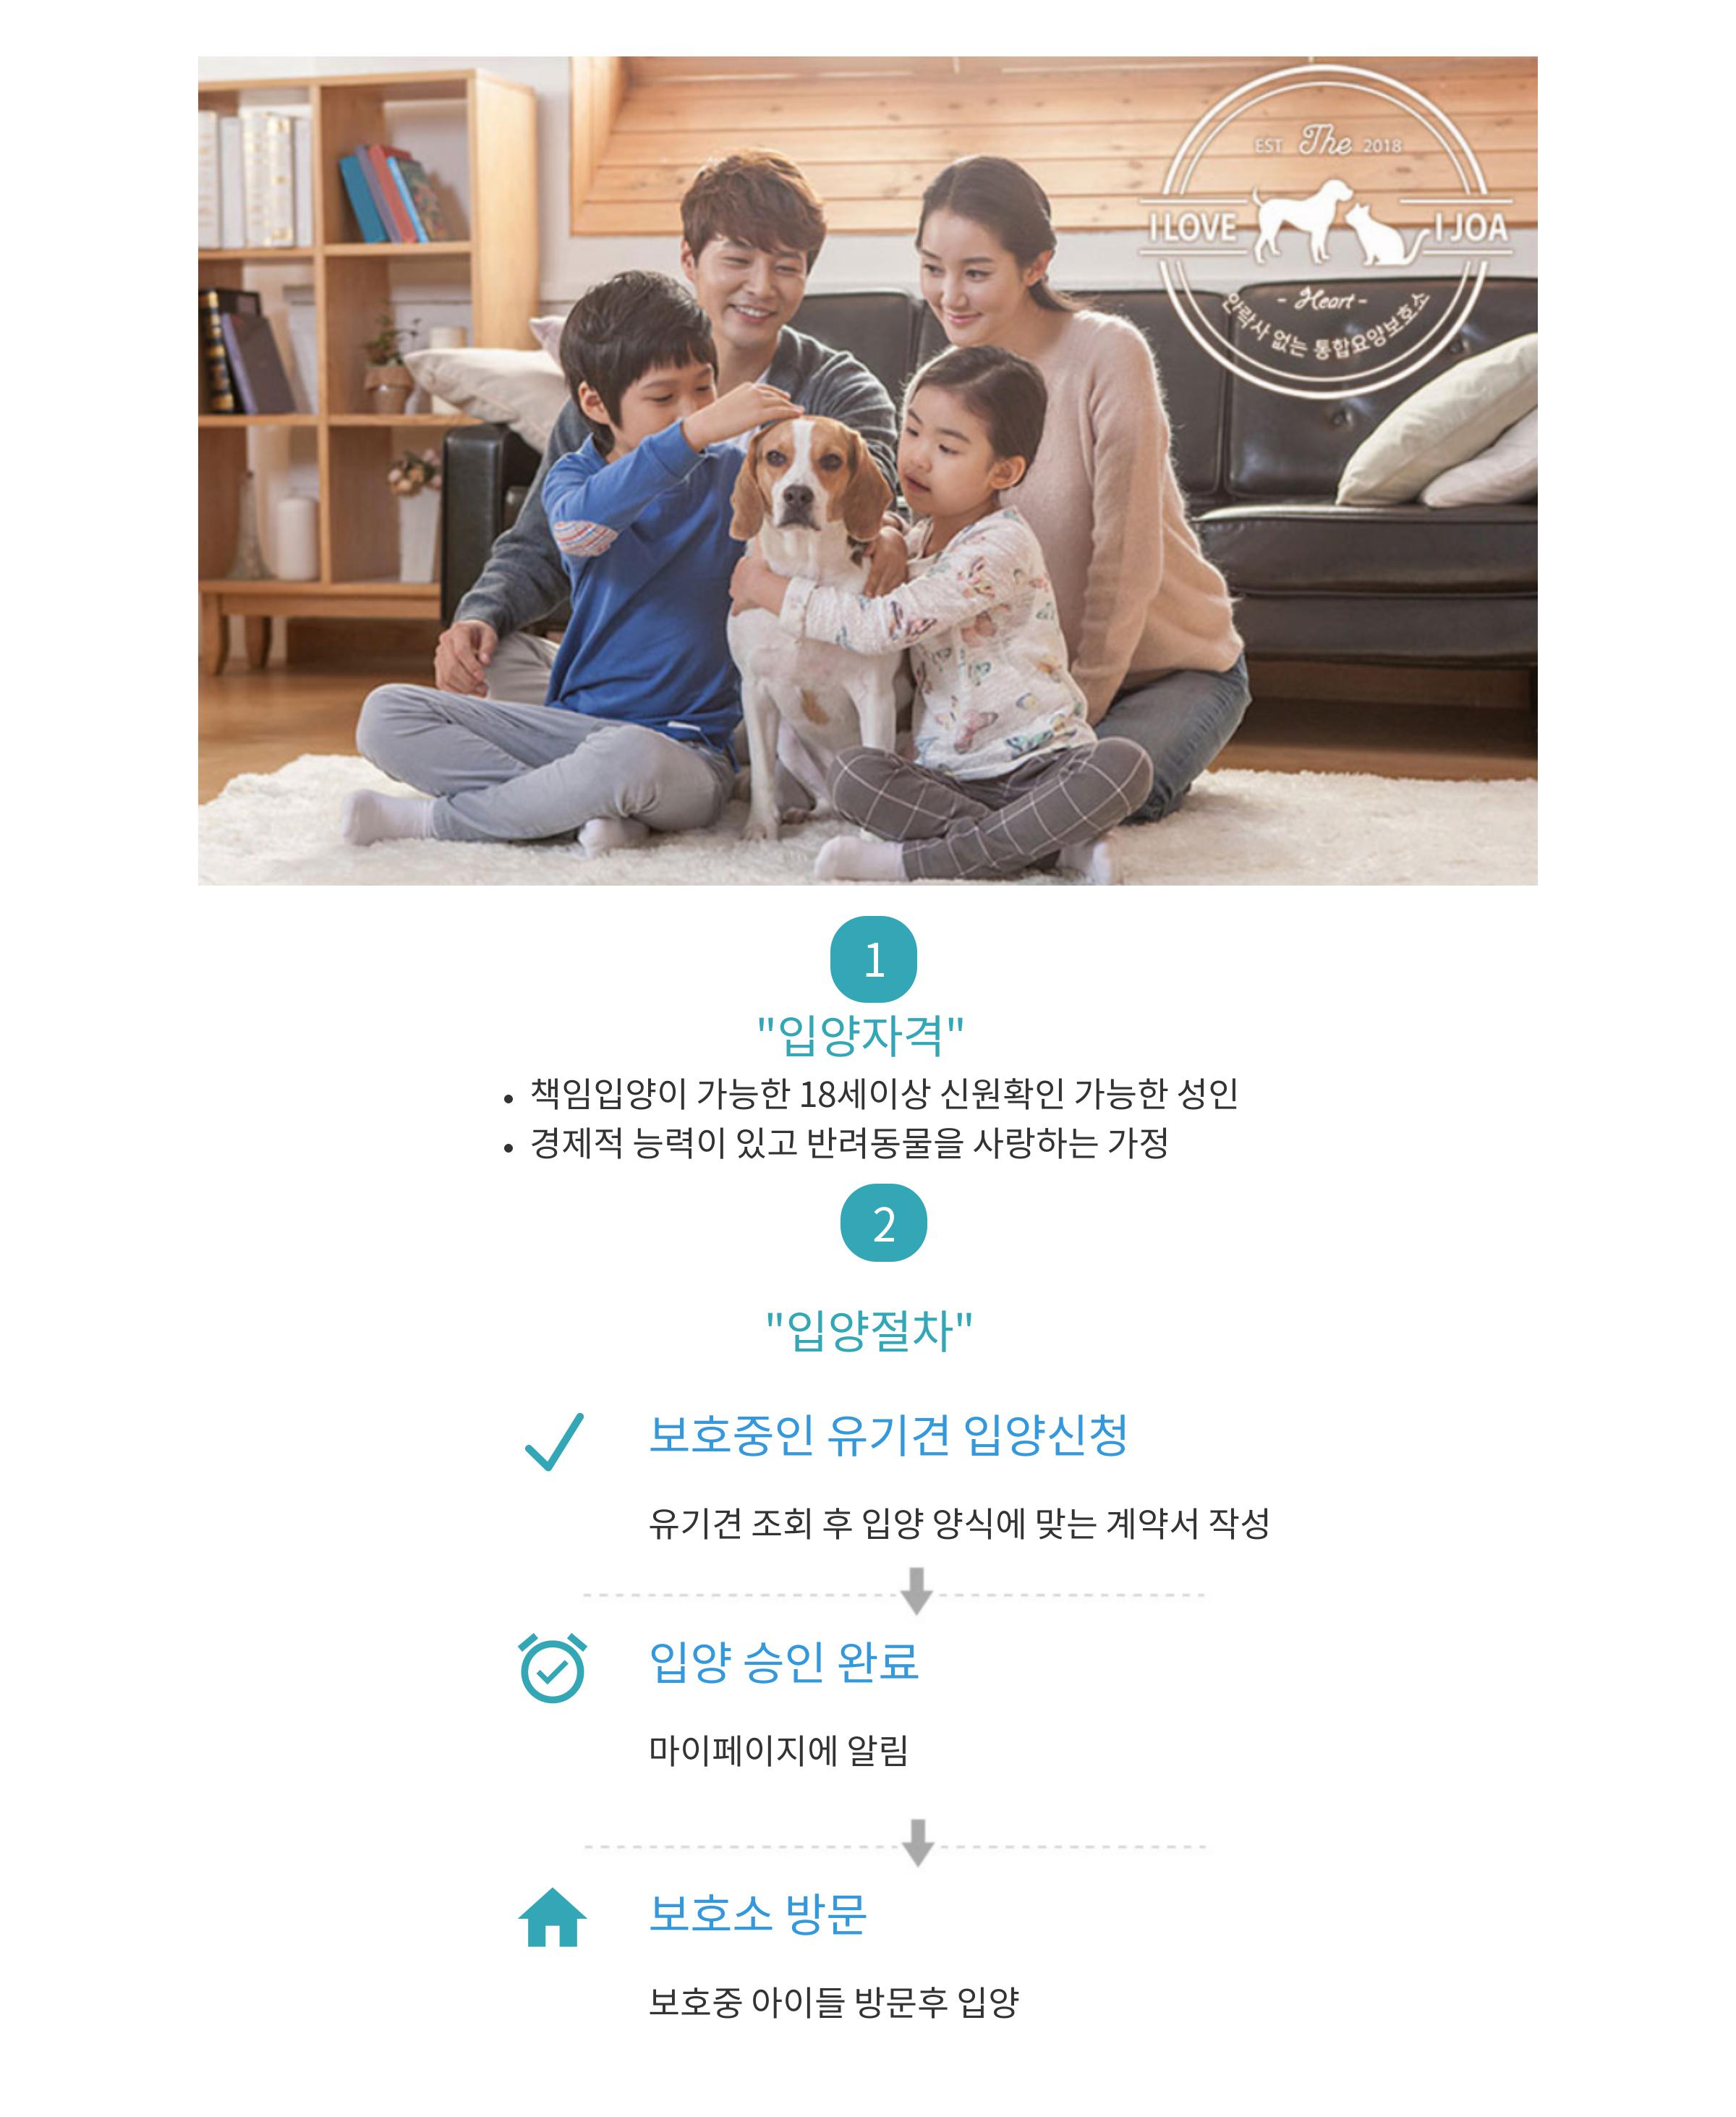 EST The 2018
I LOVE I JOA
- Heart -
안락사 없는 통합요양보호소
1
"입양자격"
• 책임입양이 가능한 18세이상 신원확인 가능한 성인
• 경제적 능력이 있고 반려동물을 사랑하는 가정
2
"입양절차"
보호중인 유기견 입양신청
유기견 조회 후 입양 양식에 맞는 계약서 작성
입양 승인 완료
마이페이지에 알림
보호소 방문
보호중 아이들 방문후 입양